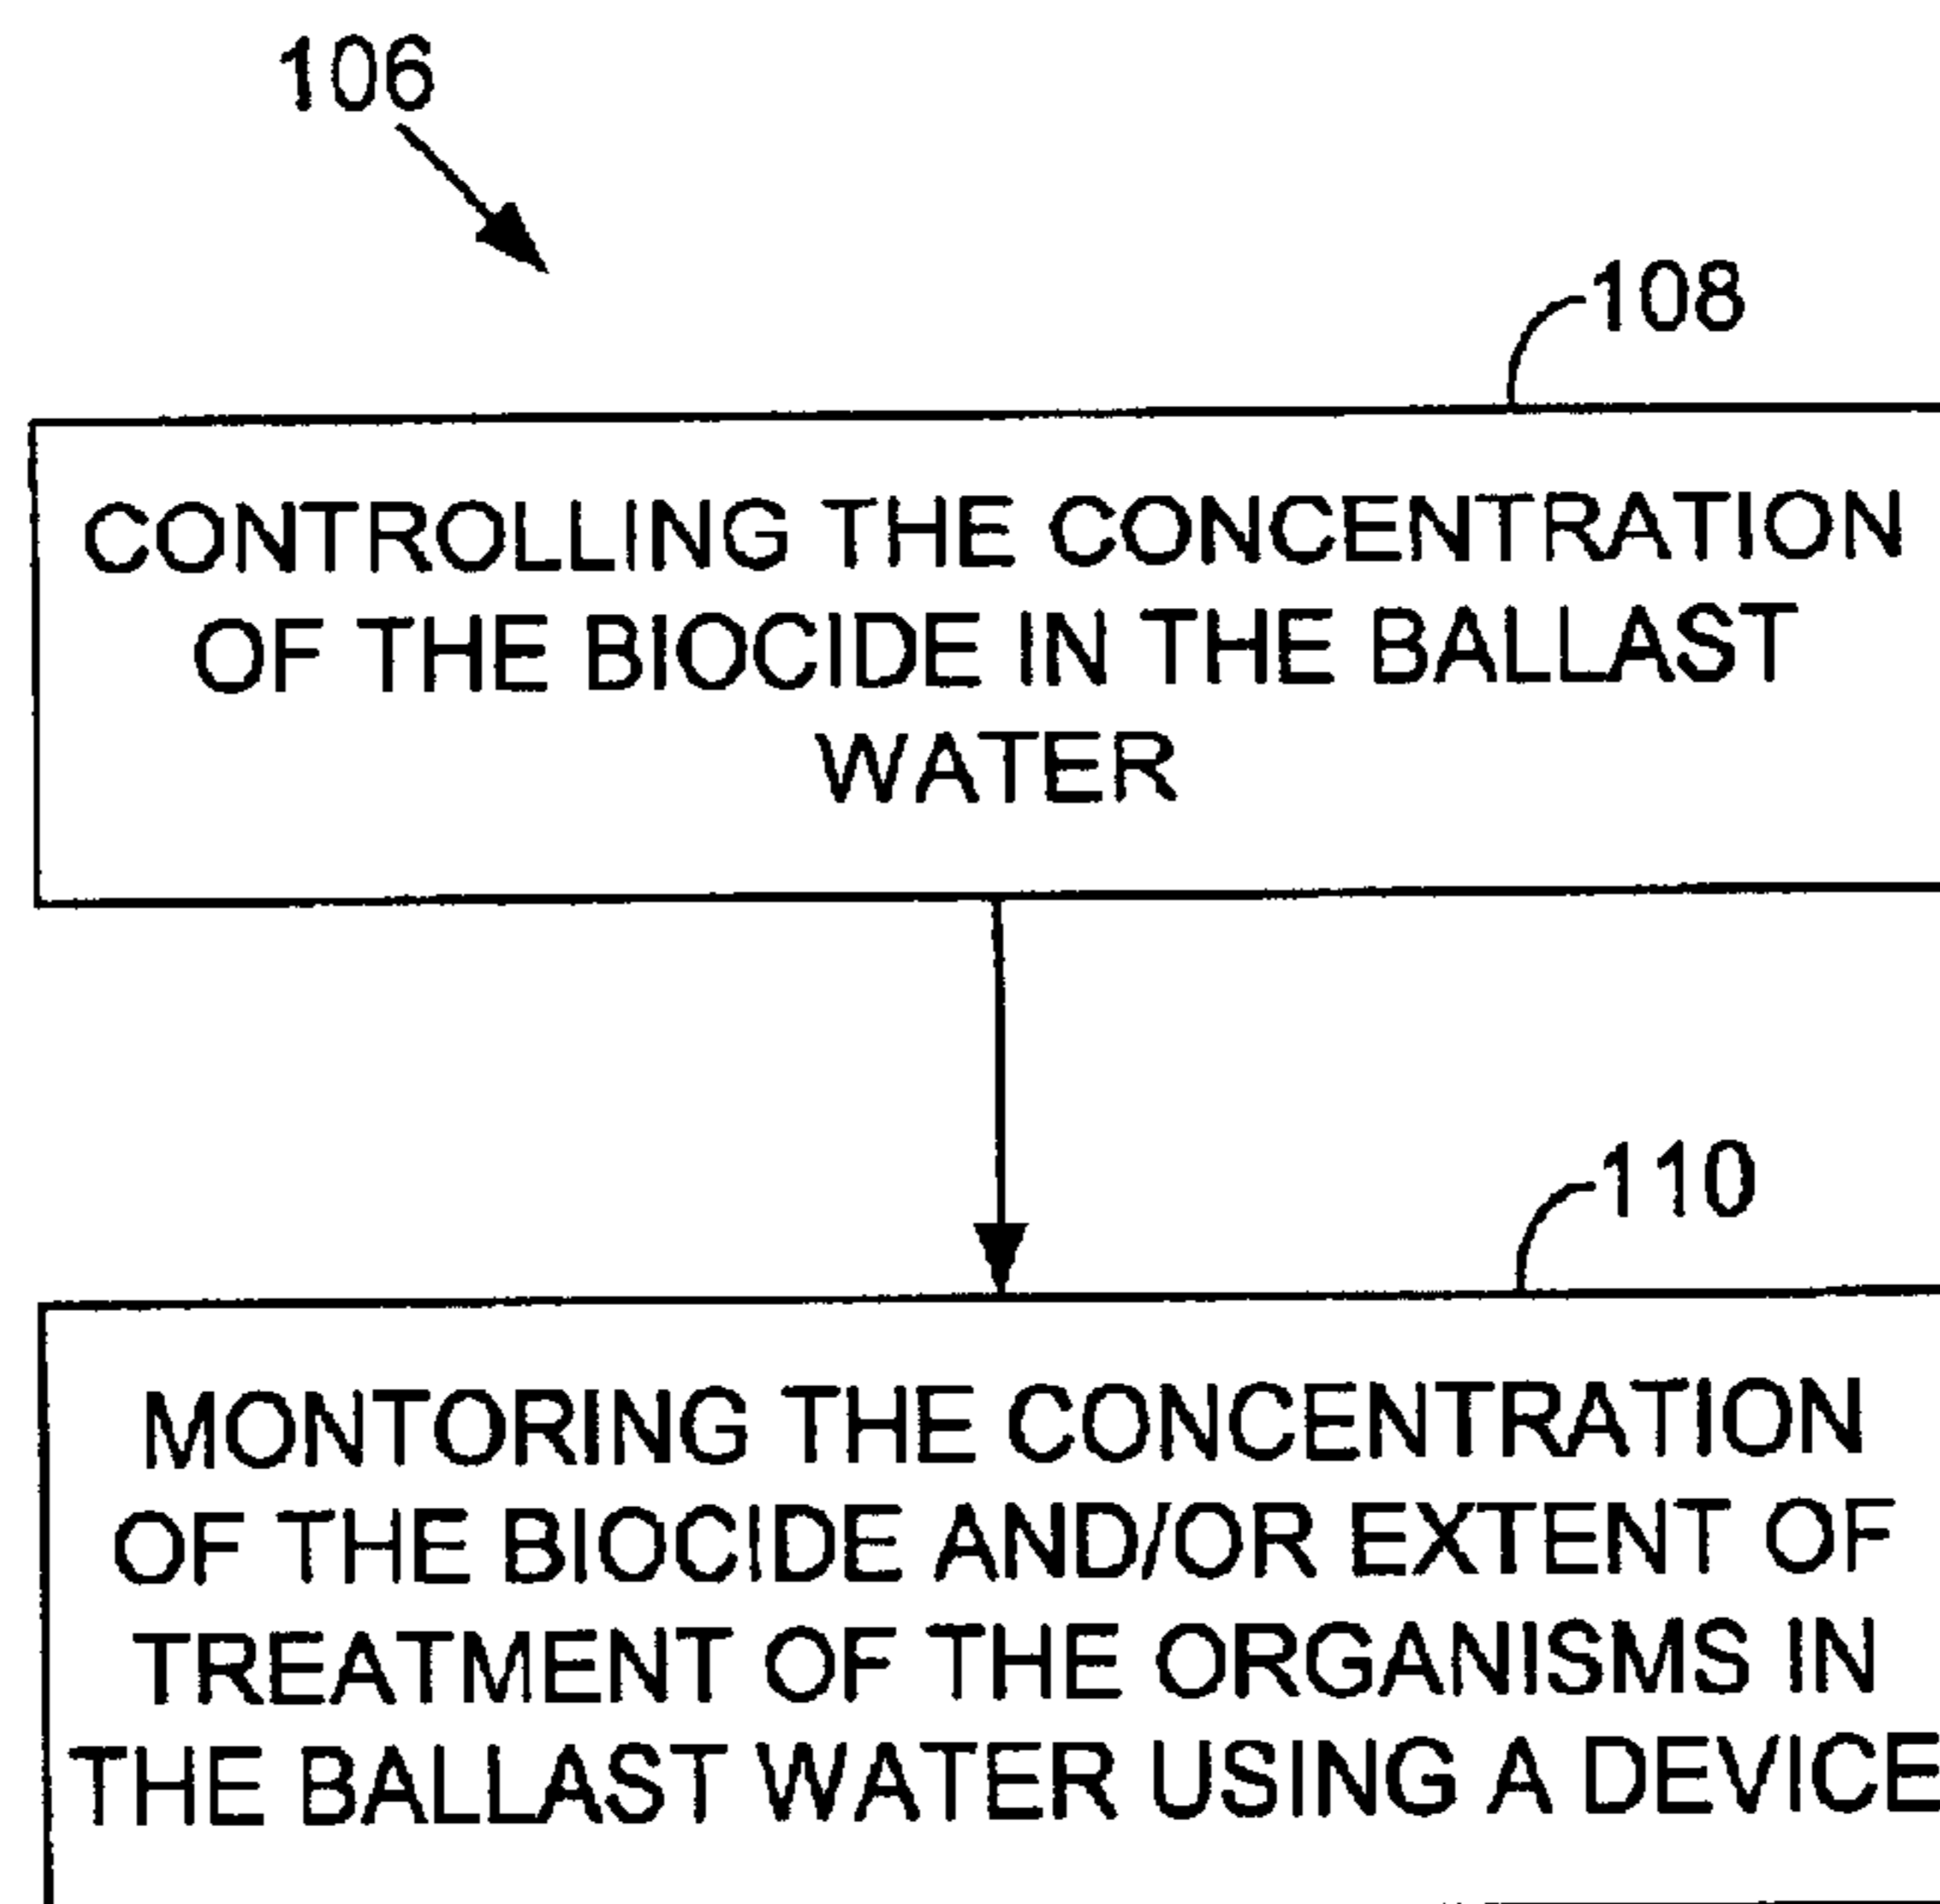 106
108
CONTROLLING THE CONCENTRATION
OF THE BIOCIDE IN THE BALLAST
WATER
110
MONTORING THE CONCENTRATION
OF THE BIOCIDE AND/OR EXTENT OF
TREATMENT OF THE ORGANISMS IN
THE BALLAST WATER USING A DEVICE